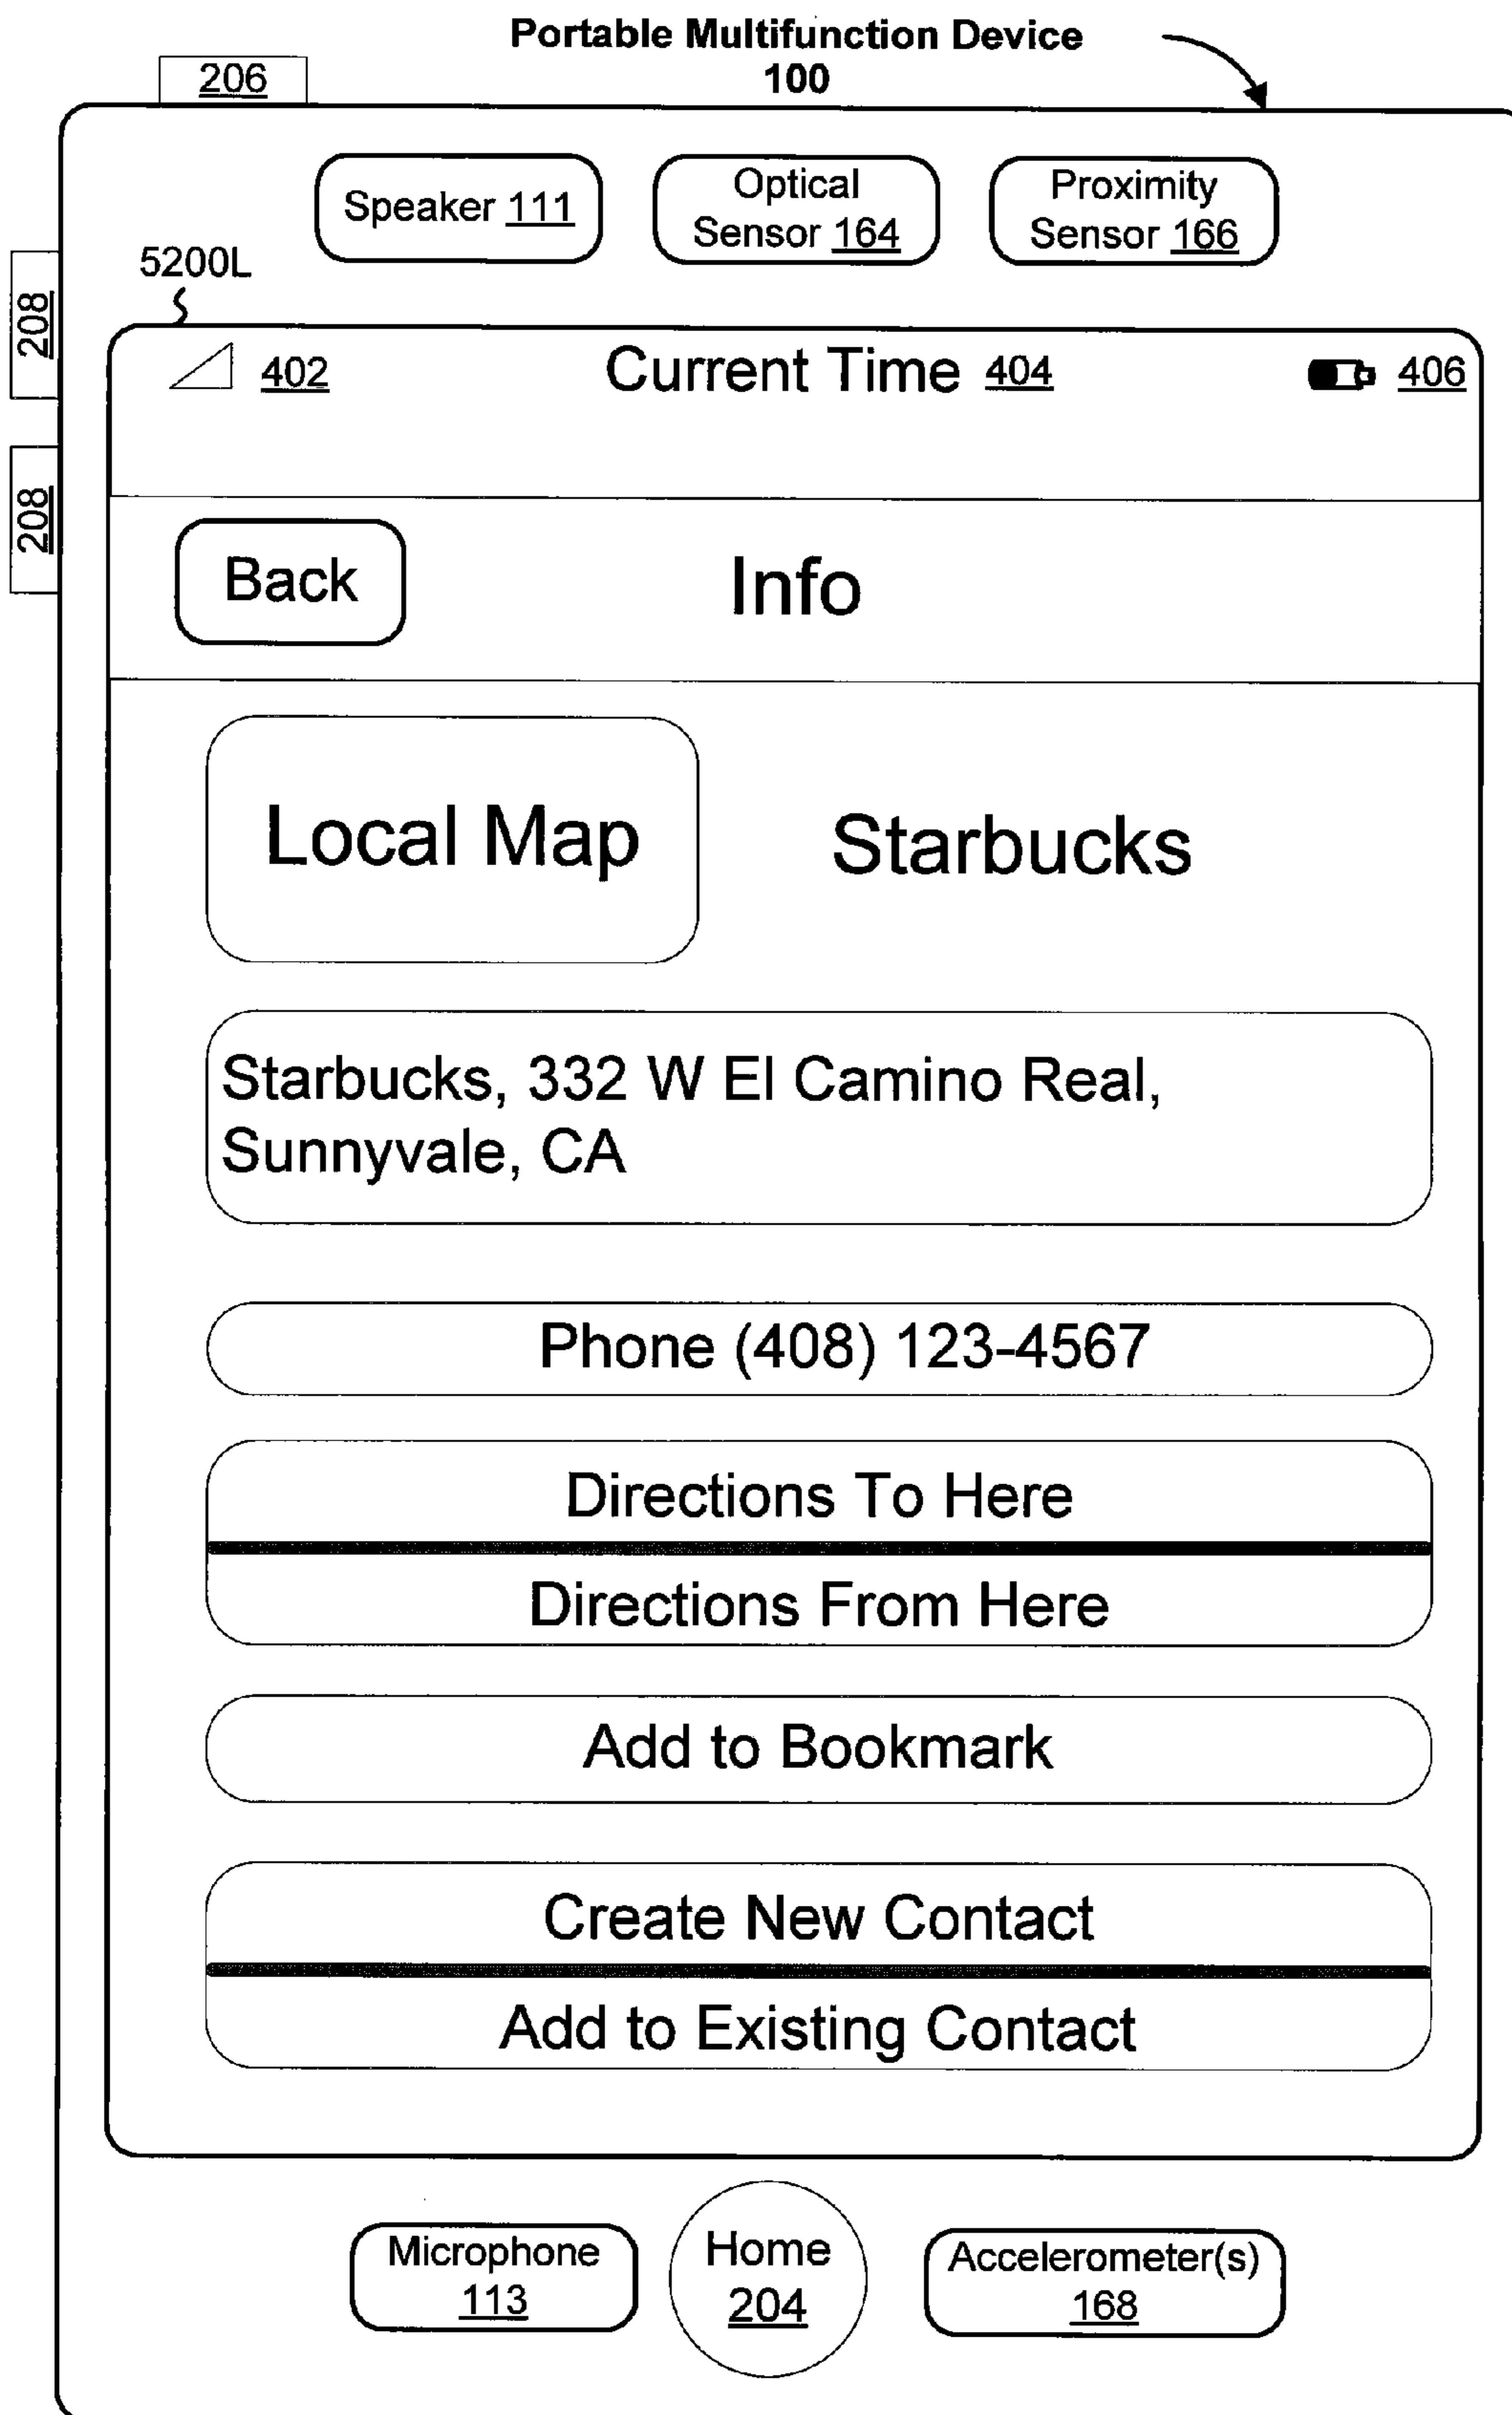 Portable Multifunction Device
100
206
Speaker 111
Optical
Sensor 164
Proximity
Sensor 166
5200L
208
208
402
Current Time 404
406
Back
Info
Local Map
Starbucks
Starbucks, 332 W El Camino Real,
Sunnyvale, CA
Phone (408) 123-4567
Directions To Here
Directions From Here
Add to Bookmark
Create New Contact
Add to Existing Contact
Microphone
113
Home
204
Accelerometer(s)
168